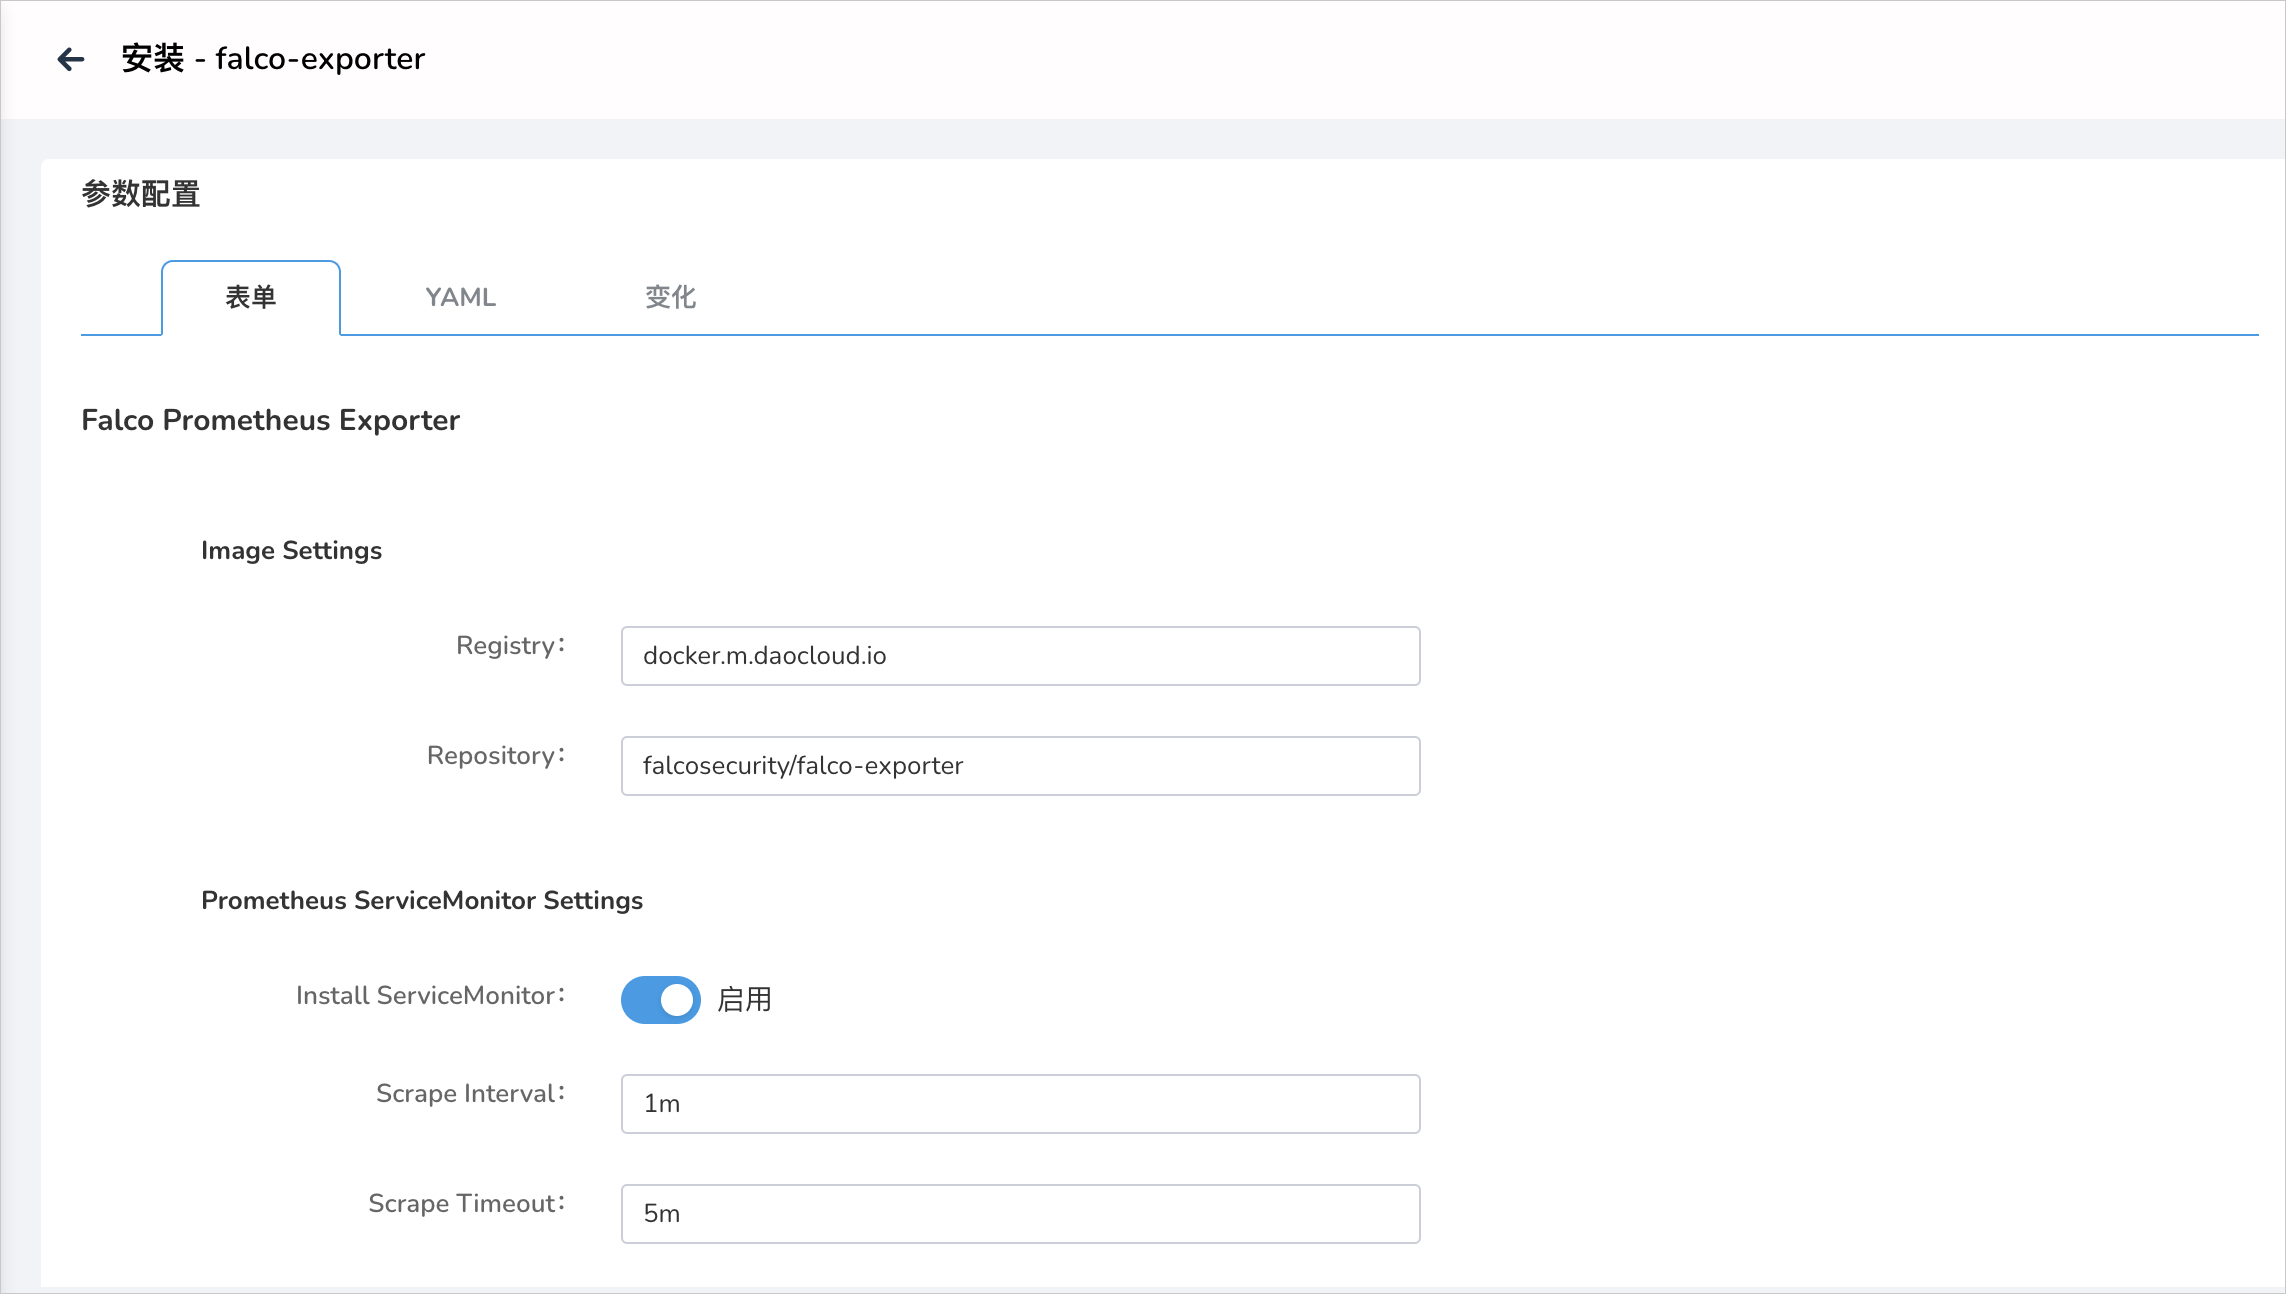 安装 - falco-exporter
参数配置
表单 YAML 变化
Falco Prometheus Exporter
Image Settings
Registry： docker.m.daocloud.io
Repository： falcosecurity/falco-exporter
Prometheus ServiceMonitor Settings
Install ServiceMonitor： 启用
Scrape Interval： 1m
Scrape Timeout： 5m